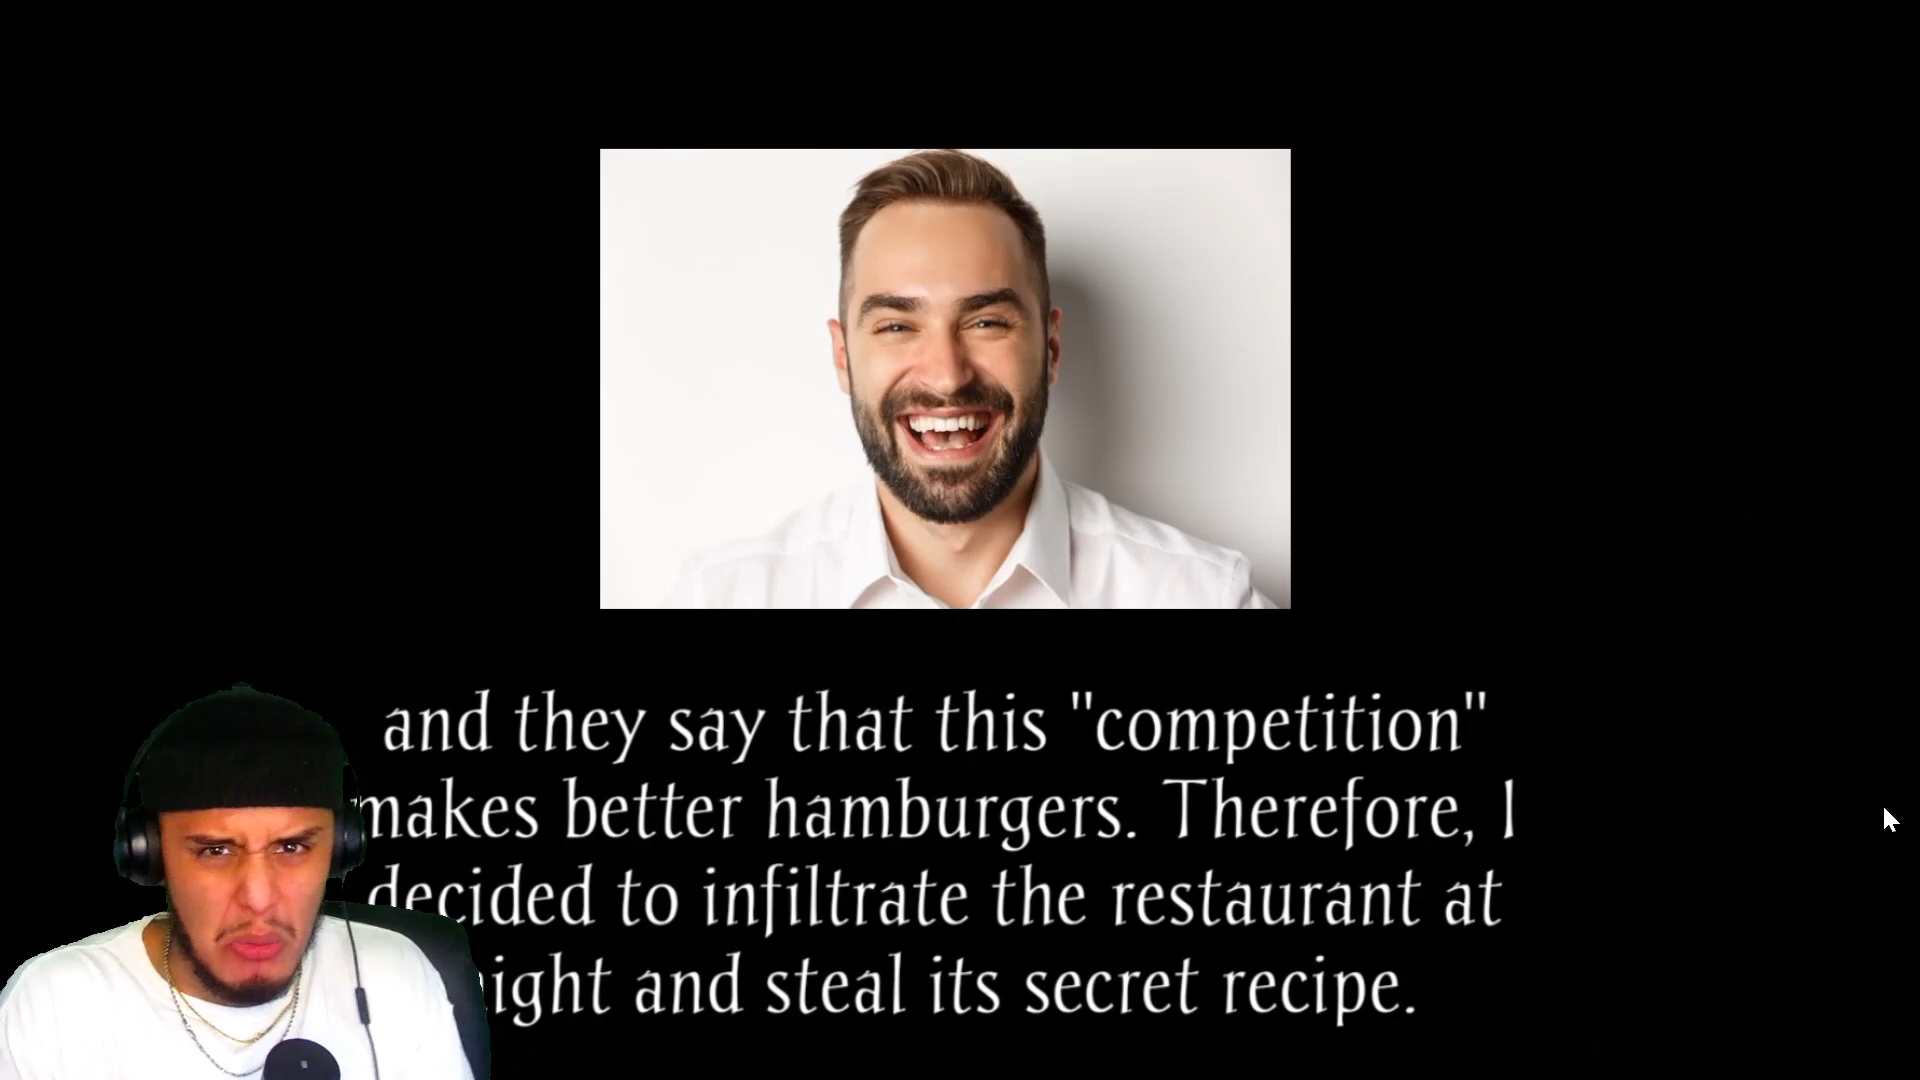 and they say that this "competition"
makes better hamburgers. Therefore, I
decided to infiltrate the restaurant at
night and steal its secret recipe.